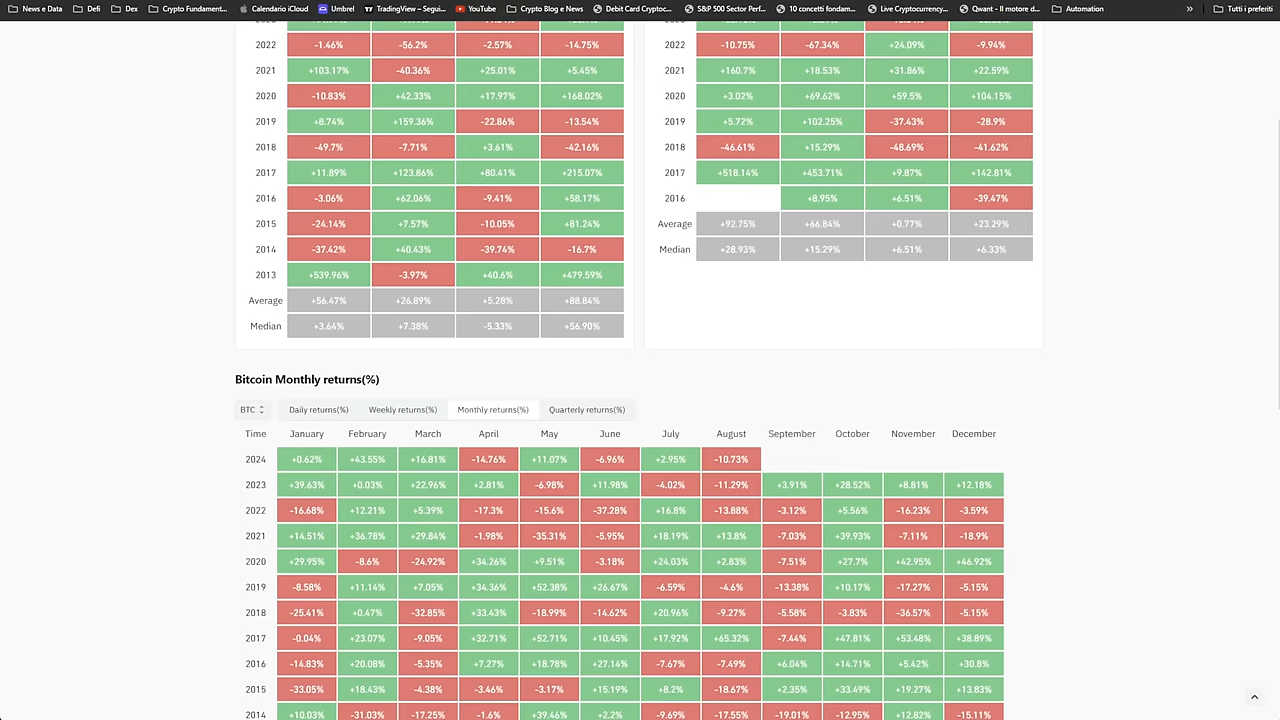 News e Data Defi Dex Crypto Fundament... Calendario iCloud Umbrel TradingView – Segui... YouTube Crypto Blog e News Debit Card Cryptoc... S&P 500 Sector Perf... 10 concetti fondam... Live Cryptocurrency... Qwant - Il motore d... Automation » Tutti i preferiti
2022 -1.46% -56.2% -2.57% -14.75%
2021 +103.17% -40.36% +25.01% +5.45%
2020 -10.83% +42.33% +17.97% +168.02%
2019 +8.74% +159.36% -22.86% -13.54%
2018 -49.7% -7.71% +3.61% -42.16%
2017 +11.89% +123.86% +80.41% +215.07%
2016 -3.06% +62.06% -9.41% +58.17%
2015 -24.14% +7.57% -10.05% +81.24%
2014 -37.42% +40.43% -39.74% -16.7%
2013 +539.96% -3.97% +40.6% +479.59%
Average +56.47% +26.89% +5.28% +88.84%
Median +3.64% +7.38% -5.33% +56.90%
2022 -10.75% -67.34% +24.09% -9.94%
2021 +160.7% +18.53% +31.86% +22.59%
2020 +3.02% +69.62% +59.5% +104.15%
2019 +5.72% +102.25% -37.43% -28.9%
2018 -46.61% +15.29% -48.69% -41.62%
2017 +518.14% +453.71% +9.87% +142.81%
2016 +8.95% +6.51% -39.47%
Average +92.75% +66.84% +0.77% +23.29%
Median +28.93% +15.29% +6.51% +6.33%
Bitcoin Monthly returns(%)
BTC Daily returns(%) Weekly returns(%) Monthly returns(%) Quarterly returns(%)
Time January February March April May June July August September October November December
2024 +0.62% +43.55% +16.81% -14.76% +11.07% -6.96% +2.95% -10.73%
2023 +39.63% +0.03% +22.96% +2.81% -6.98% +11.98% -4.02% -11.29% +3.91% +28.52% +8.81% +12.18%
2022 -16.68% +12.21% +5.39% -17.3% -15.6% -37.28% +16.8% -13.88% -3.12% +5.56% -16.23% -3.59%
2021 +14.51% +36.78% +29.84% -1.98% -35.31% -5.95% +18.19% +13.8% -7.03% +39.93% -7.11% -18.9%
2020 +29.95% -8.6% -24.92% +34.26% +9.51% -3.18% +24.03% +2.83% -7.51% +27.7% +42.95% +46.92%
2019 -8.58% +11.14% +7.05% +34.36% +52.38% +26.67% -6.59% -4.6% -13.38% +10.17% -17.27% -5.15%
2018 -25.41% +0.47% -32.85% +33.43% -18.99% -14.62% +20.96% -9.27% -5.58% -3.83% -36.57% -5.15%
2017 -0.04% +23.07% -9.05% +32.71% +52.71% +10.45% +17.92% +65.32% -7.44% +47.81% +53.48% +38.89%
2016 -14.83% +20.08% -5.35% +7.27% +18.78% +27.14% -7.67% -7.49% +6.04% +14.71% +5.42% +30.8%
2015 -33.05% +18.43% -4.38% -3.46% -3.17% +15.19% +8.2% -18.67% +2.35% +33.49% +19.27% +13.83%
2014 +10.03% -31.03% -17.25% -1.6% +39.46% +2.2% -9.69% -17.55% -19.01% -12.95% +12.82% -15.11%